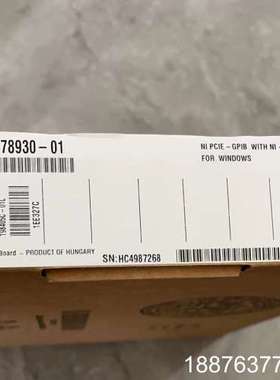 78930-01
NI PCIE-GPIB WITH NI-
FOR WINDOWS
1EE327C
Board - PRODUCT OF HUNGARY
SN:HC4987268
18876377